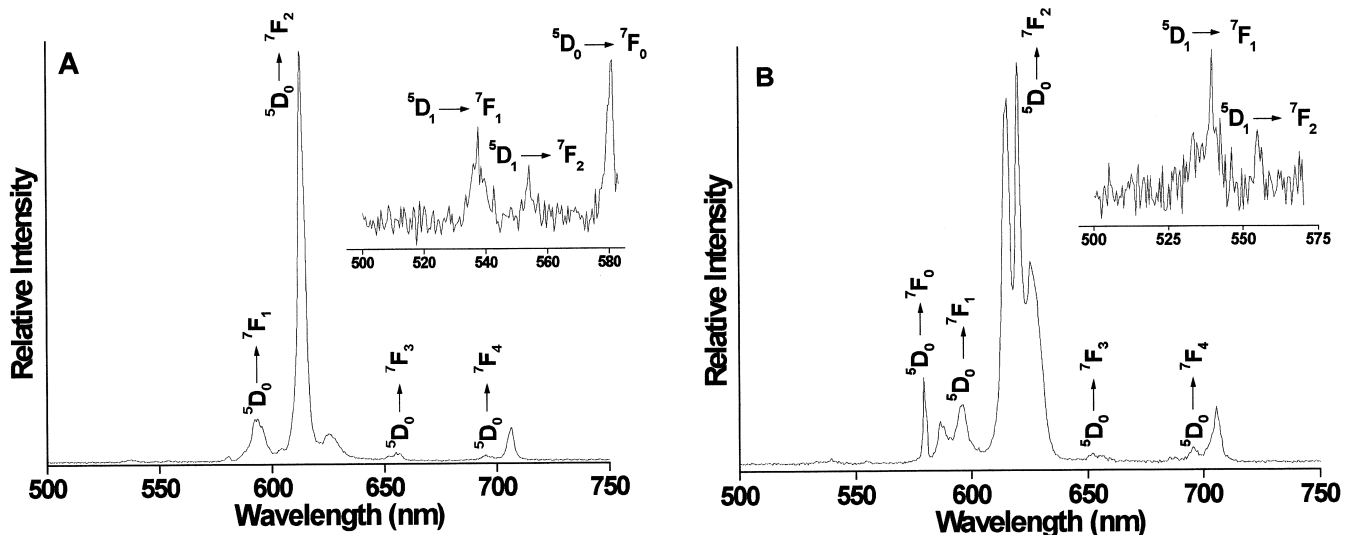 A
Relative Intensity
⁵D₀ → ⁷F₁
⁵D₀ → ⁷F₂
⁵D₀ → ⁷F₃
⁵D₀ → ⁷F₄
⁵D₁ → ⁷F₁
⁵D₁ → ⁷F₂
⁵D₀ → ⁷F₀
500 520 540 560 580
500 550 600 650 700 750
Wavelength (nm)
B
Relative Intensity
⁵D₀ → ⁷F₀
⁵D₀ → ⁷F₁
⁵D₀ → ⁷F₂
⁵D₀ → ⁷F₃
⁵D₀ → ⁷F₄
⁵D₁ → ⁷F₁
⁵D₁ → ⁷F₂
500 525 550 575
500 550 600 650 700 750
Wavelength (nm)